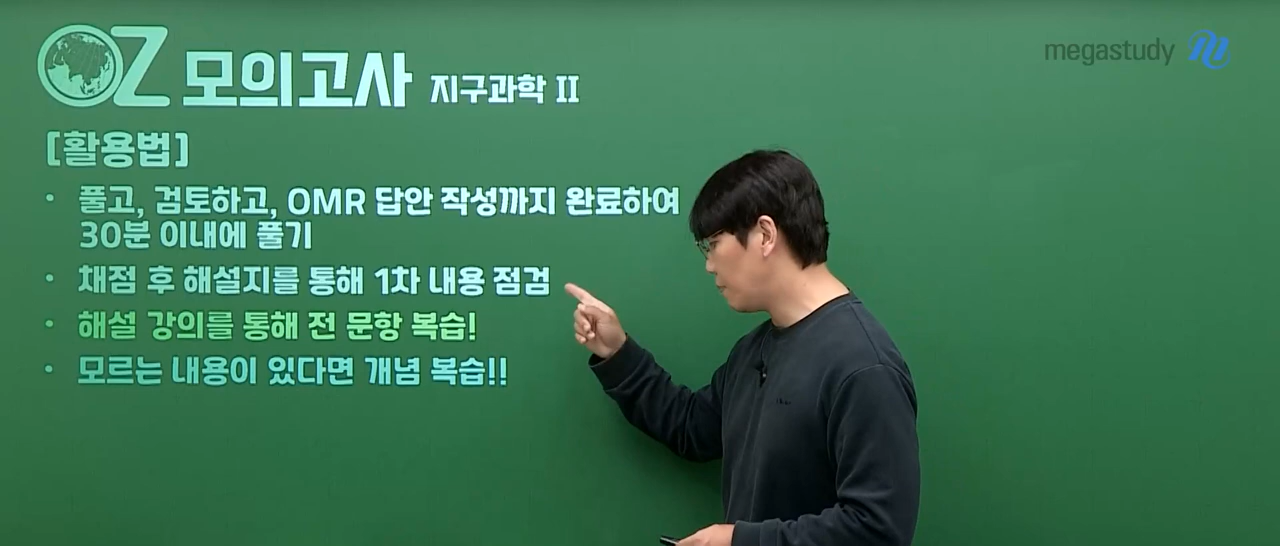 OZ 모의고사 지구과학 II
megastudy
[활용법]
• 풀고, 검토하고, OMR 답안 작성까지 완료하여
30분 이내에 풀기
• 채점 후 해설지를 통해 1차 내용 점검
• 해설 강의를 통해 전 문항 복습!
• 모르는 내용이 있다면 개념 복습!!